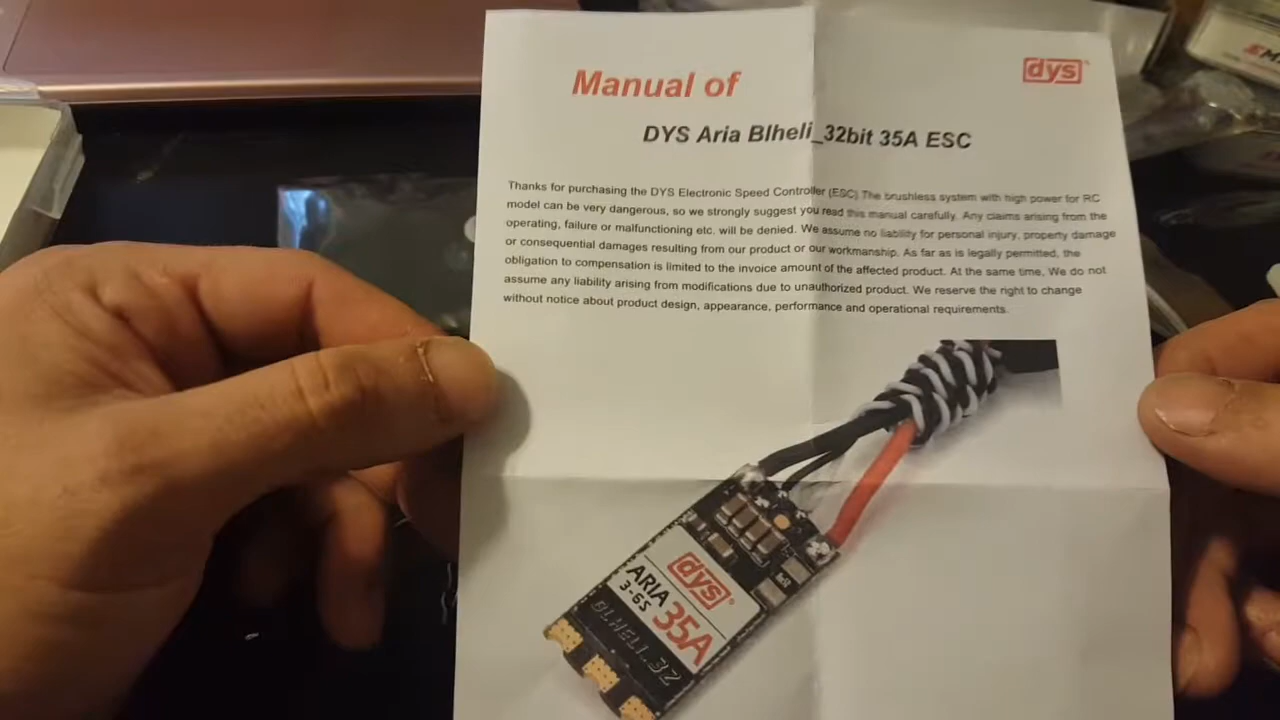 Manual of
dys
DYS Aria Blheli_32bit 35A ESC
Thanks for purchasing the DYS Electronic Speed Controller (ESC) The brushless system with high power for RC
model can be very dangerous, so we strongly suggest you read this manual carefully. Any claims arising from the
operating, failure or malfunctioning etc. will be denied. We assume no liability for personal injury, property damage
or consequential damages resulting from our product or our workmanship. As far as is legally permitted, the
obligation to compensation is limited to the invoice amount of the affected product. At the same time, We do not
assume any liability arising from modifications due to unauthorized product. We reserve the right to change
without notice about product design, appearance, performance and operational requirements.
dys
ARIA
3-6S
35A
BLHELI_32